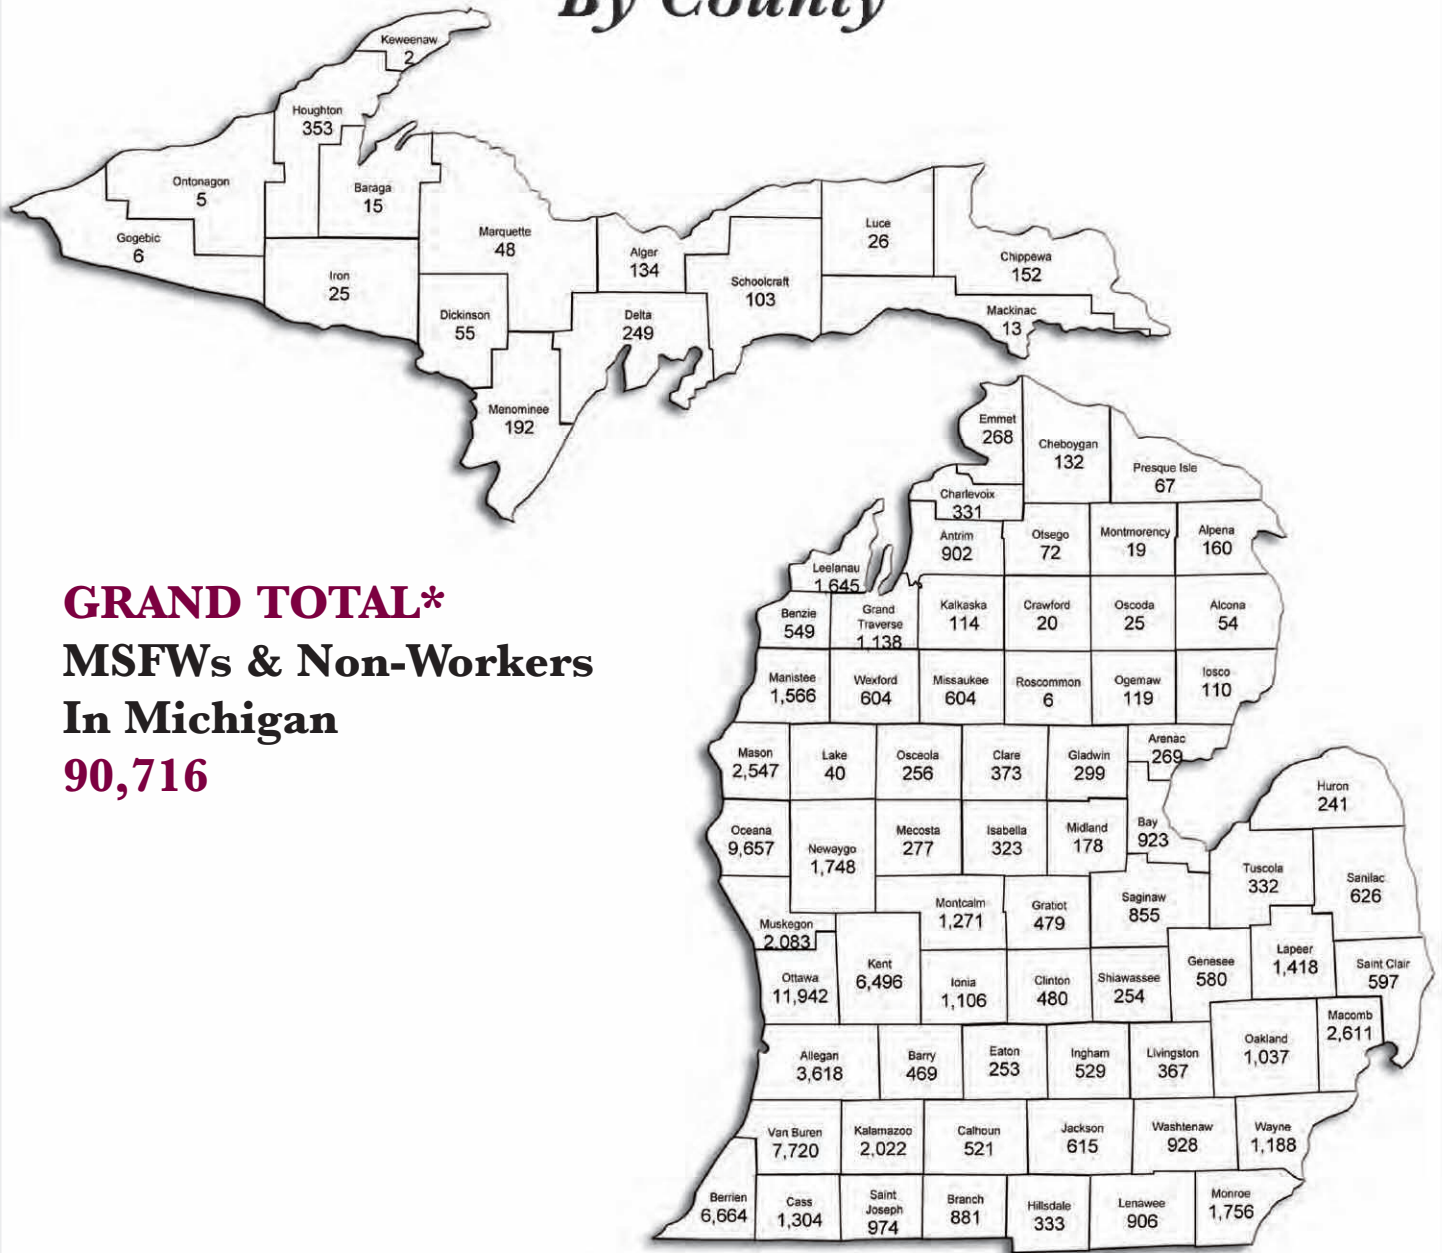 By County
Keweenaw
2
Houghton
353
Ontonagon
5
Baraga
15
Gogebic
6
Marquette
48
Iron
25
Dickinson
55
Menominee
192
Alger
134
Delta
249
Schoolcraft
103
Luce
26
Chippewa
152
Mackinac
13
Emmet
268
Cheboygan
132
Presque Isle
67
Charlevoix
331
Antrim
902
Otsego
72
Montmorency
19
Alpena
160
Leelanau
1,645
Benzie
549
Grand
Traverse
1,138
Kalkaska
114
Crawford
20
Oscoda
25
Alcona
54
GRAND TOTAL*
MSFWs & Non-Workers
In Michigan
90,716
Manistee
1,566
Wexford
604
Missaukee
604
Roscommon
6
Ogemaw
119
Iosco
110
Mason
2,547
Lake
40
Osceola
256
Clare
373
Gladwin
299
Arenac
269
Huron
241
Oceana
9,657
Newaygo
1,748
Mecosta
277
Isabella
323
Midland
178
Bay
923
Tuscola
332
Sanilac
626
Muskegon
2,083
Montcalm
1,271
Gratiot
479
Saginaw
855
Ottawa
11,942
Kent
6,496
Ionia
1,106
Clinton
480
Shiawassee
254
Genesee
580
Lapeer
1,418
Saint Clair
597
Allegan
3,618
Barry
469
Eaton
253
Ingham
529
Livingston
367
Oakland
1,037
Macomb
2,611
Van Buren
7,720
Kalamazoo
2,022
Calhoun
521
Jackson
615
Washtenaw
928
Wayne
1,188
Berrien
6,664
Cass
1,304
Saint
Joseph
974
Branch
881
Hillsdale
333
Lenawee
906
Monroe
1,756